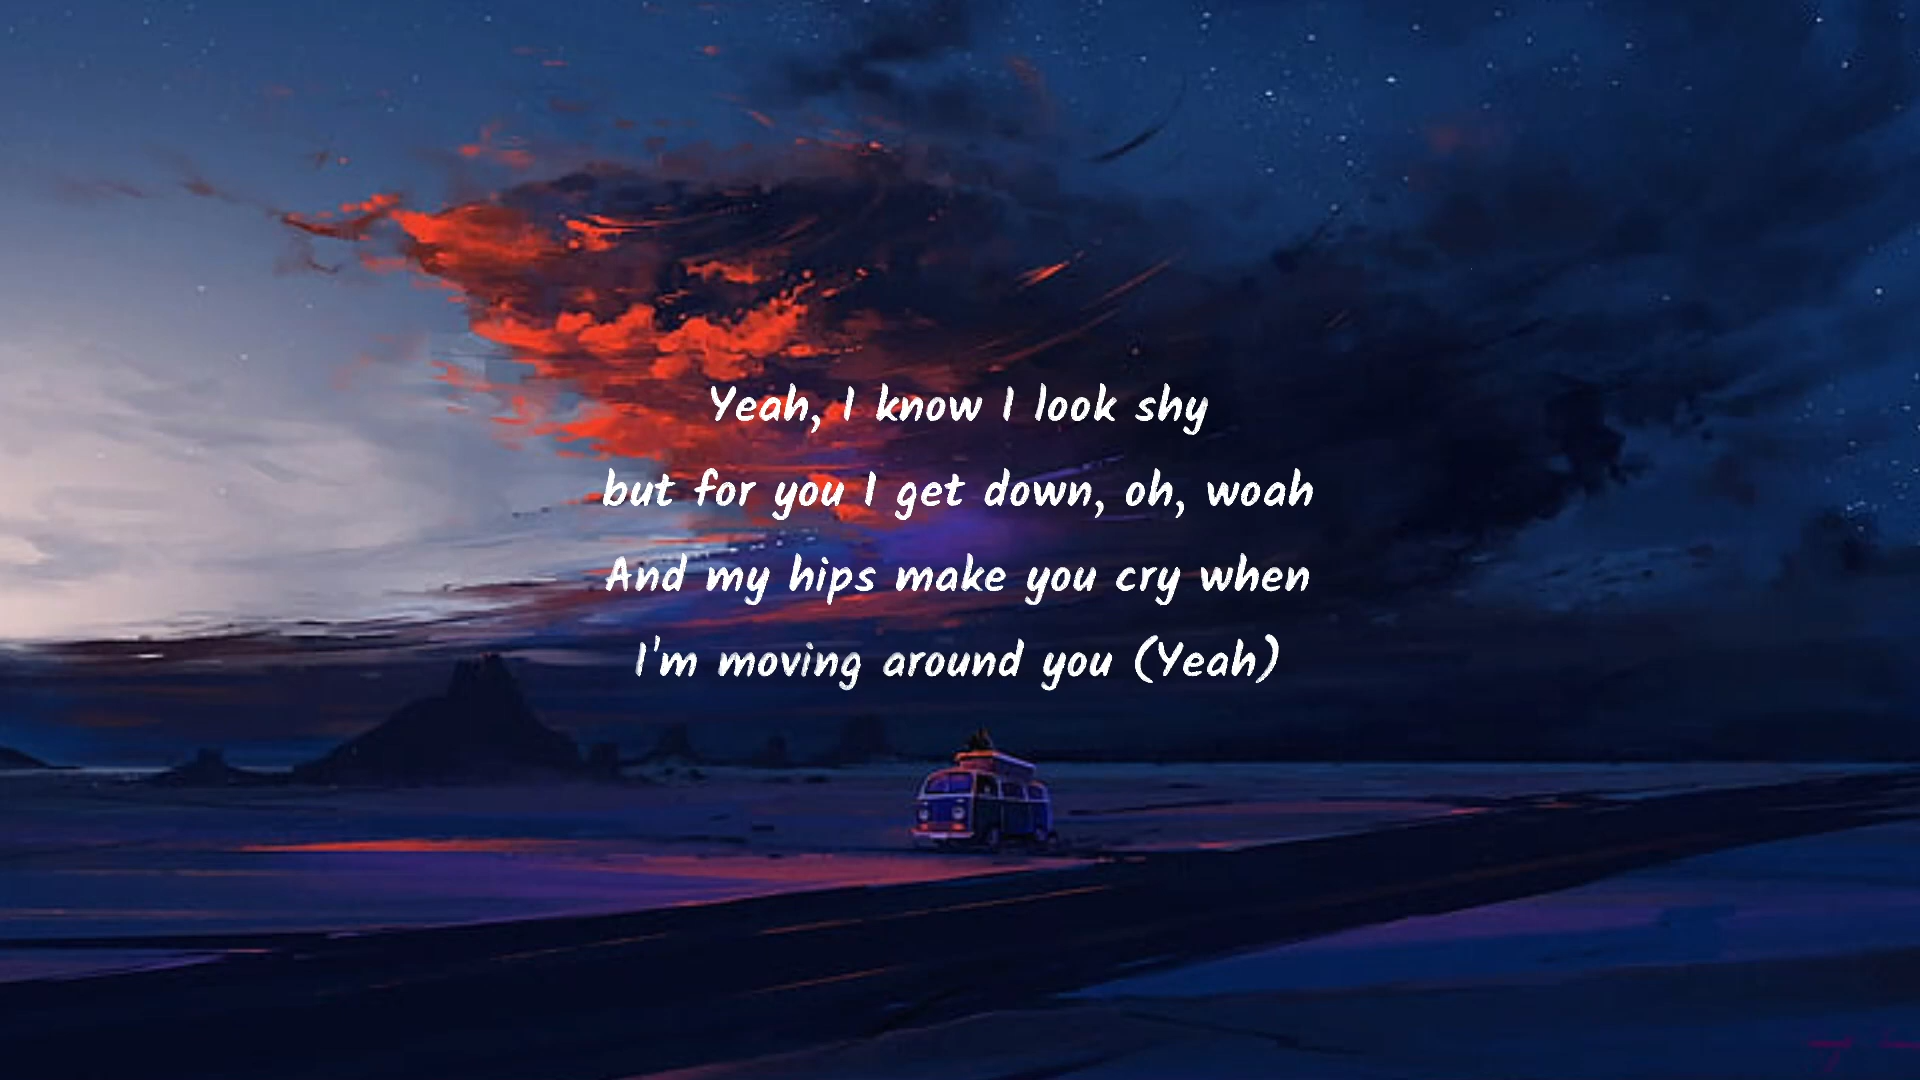 Yeah, I know I look shy
but for you I get down, oh, woah
And my hips make you cry when
I'm moving around you (Yeah)